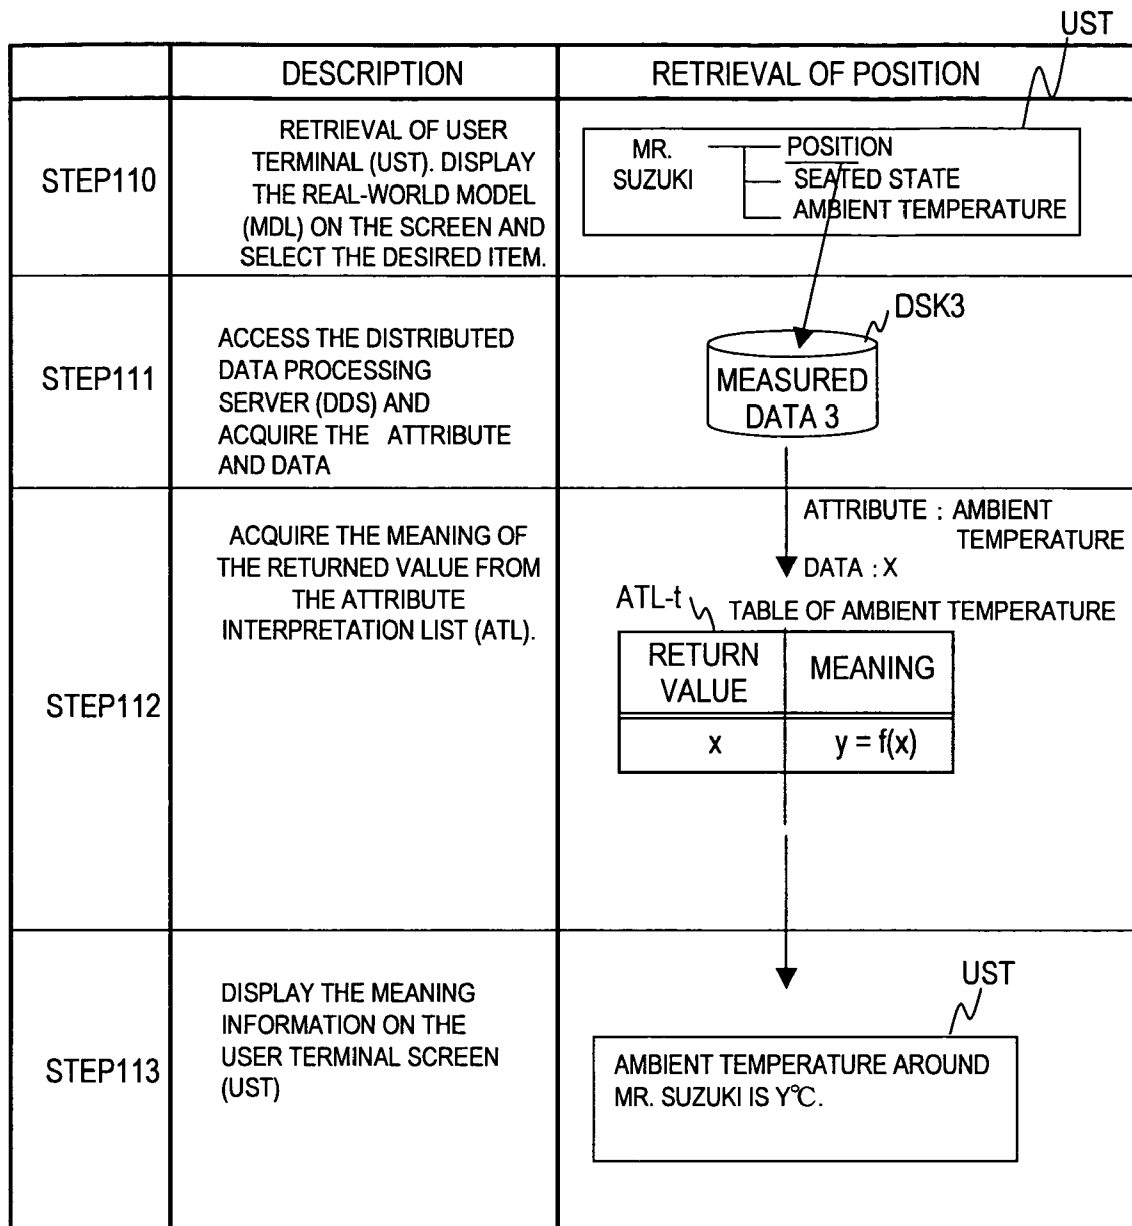 UST
DESCRIPTION
RETRIEVAL OF POSITION
STEP110
RETRIEVAL OF USER
TERMINAL (UST). DISPLAY
THE REAL-WORLD MODEL
(MDL) ON THE SCREEN AND
SELECT THE DESIRED ITEM.
MR.
SUZUKI
POSITION
SEATED STATE
AMBIENT TEMPERATURE
STEP111
ACCESS THE DISTRIBUTED
DATA PROCESSING
SERVER (DDS) AND
ACQUIRE THE ATTRIBUTE
AND DATA
DSK3
MEASURED
DATA 3
STEP112
ACQUIRE THE MEANING OF
THE RETURNED VALUE FROM
THE ATTRIBUTE
INTERPRETATION LIST (ATL).
ATTRIBUTE : AMBIENT
TEMPERATURE
DATA : X
ATL-t
TABLE OF AMBIENT TEMPERATURE
RETURN
VALUE
MEANING
x
y = f(x)
STEP113
DISPLAY THE MEANING
INFORMATION ON THE
USER TERMINAL SCREEN
(UST)
UST
AMBIENT TEMPERATURE AROUND
MR. SUZUKI IS Y℃.